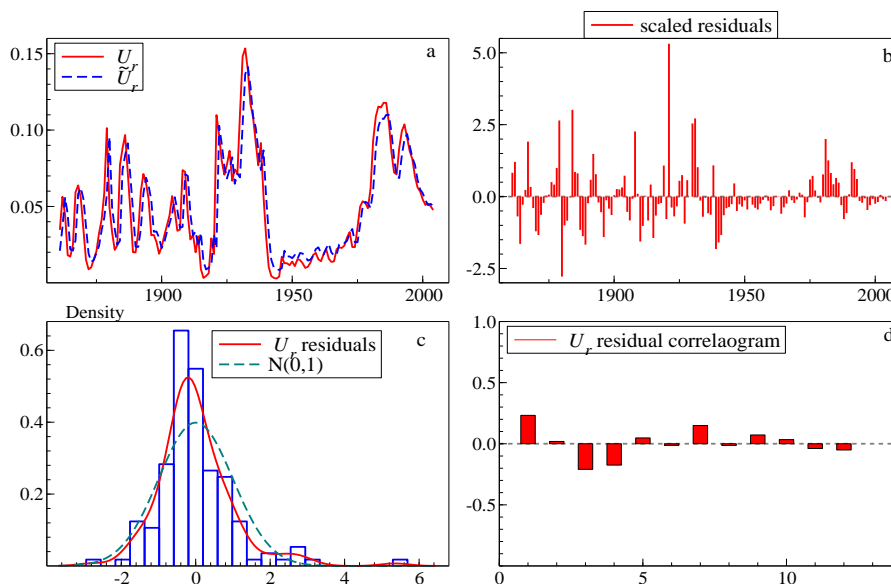 scaled residuals
0.15
U_r
Ũ_r
a
0.10
0.05
1900
1950
2000
5.0
b
2.5
0.0
-2.5
1900
1950
2000
Density
0.6
U_r residuals
N(0,1)
c
0.4
0.2
-2
0
2
4
6
1.0
U_r residual correlaogram
d
0.5
0.0
-0.5
0
5
10